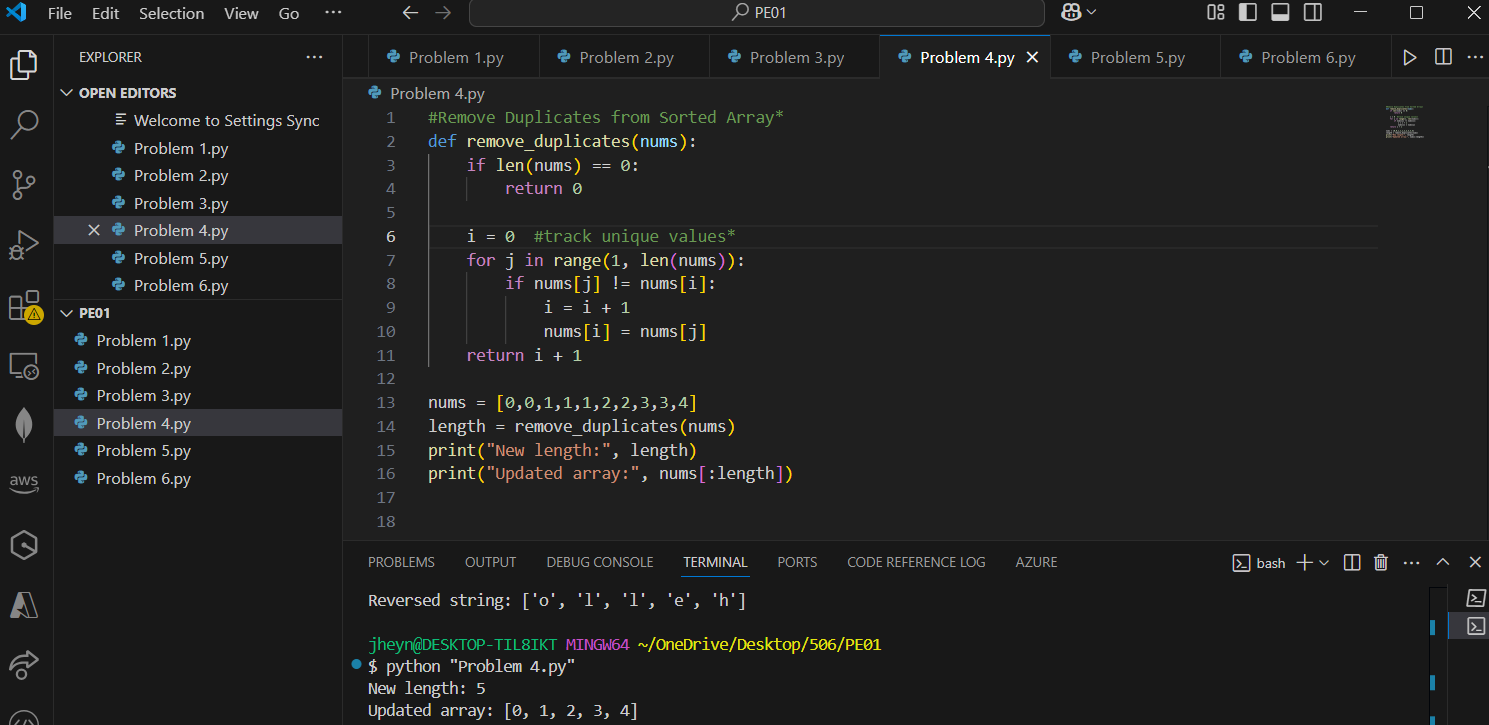 File Edit Selection View Go ... PE01
EXPLORER ...
OPEN EDITORS
Welcome to Settings Sync
Problem 1.py
Problem 2.py
Problem 3.py
Problem 4.py
Problem 5.py
Problem 6.py
PE01
Problem 1.py
Problem 2.py
Problem 3.py
Problem 4.py
Problem 5.py
Problem 6.py
aws
Problem 1.py Problem 2.py Problem 3.py Problem 4.py Problem 5.py Problem 6.py ...
Problem 4.py
1 #Remove Duplicates from Sorted Array*
2 def remove_duplicates(nums):
3     if len(nums) == 0:
4         return 0
5
6     i = 0  #track unique values*
7     for j in range(1, len(nums)):
8         if nums[j] != nums[i]:
9             i = i + 1
10             nums[i] = nums[j]
11     return i + 1
12
13 nums = [0,0,1,1,1,2,2,3,3,4]
14 length = remove_duplicates(nums)
15 print("New length:", length)
16 print("Updated array:", nums[:length])
17
18
PROBLEMS OUTPUT DEBUG CONSOLE TERMINAL PORTS CODE REFERENCE LOG AZURE bash ...
Reversed string: ['o', 'l', 'l', 'e', 'h']
jheyn@DESKTOP-TIL8IKT MINGW64 ~/OneDrive/Desktop/506/PE01
$ python "Problem 4.py"
New length: 5
Updated array: [0, 1, 2, 3, 4]